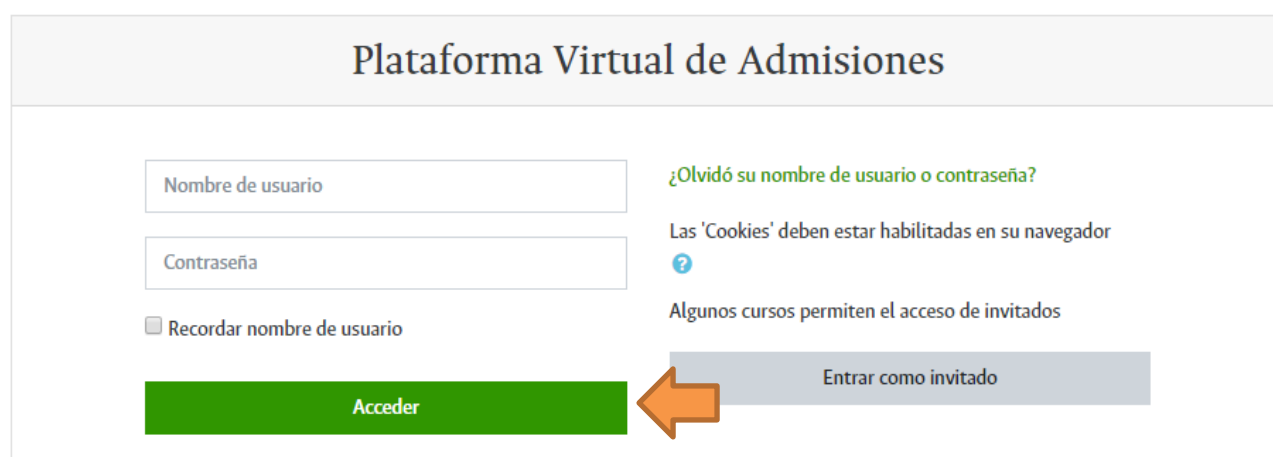 Plataforma Virtual de Admisiones
Nombre de usuario
Contraseña
Recordar nombre de usuario
Acceder
¿Olvidó su nombre de usuario o contraseña?
Las 'Cookies' deben estar habilitadas en su navegador
?
Algunos cursos permiten el acceso de invitados
Entrar como invitado